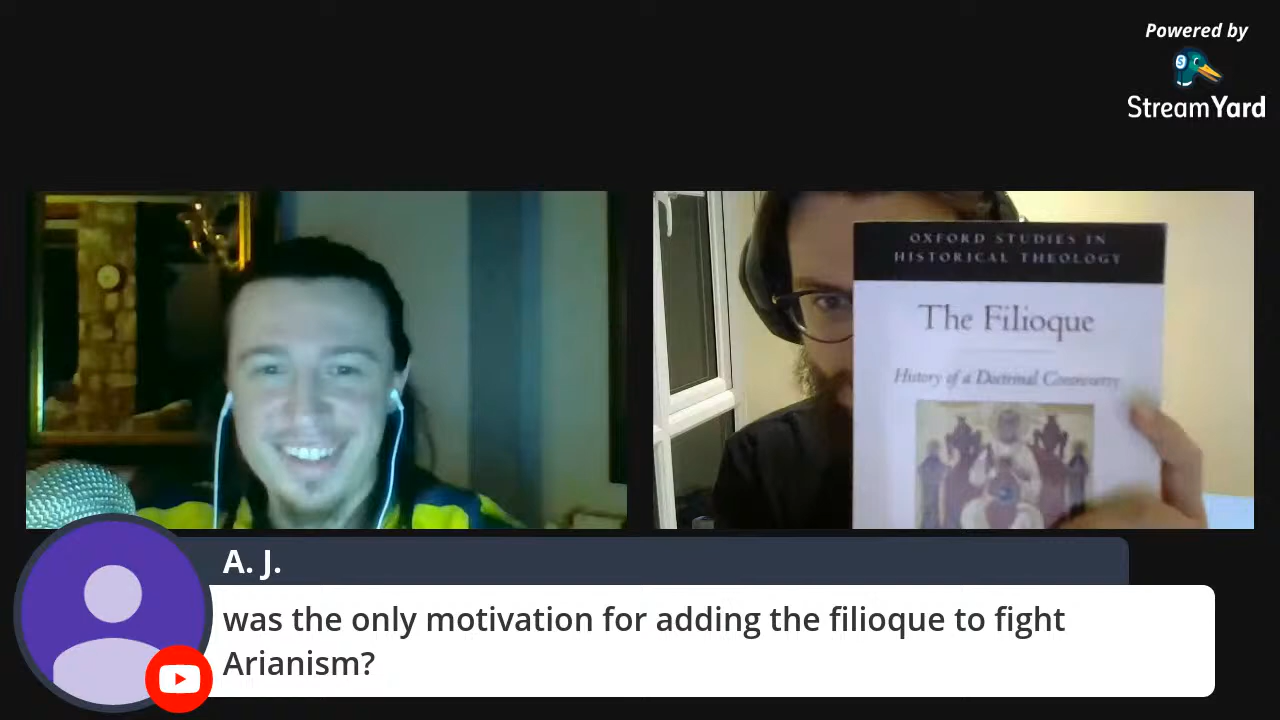 Powered by
StreamYard
OXFORD STUDIES IN
HISTORICAL THEOLOGY
The Filioque
History of a Doctrinal Controversy
A. J.
was the only motivation for adding the filioque to fight
Arianism?